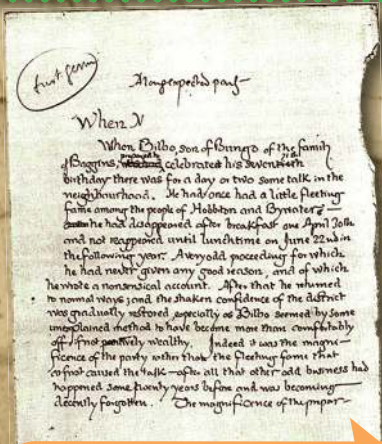 first germ
A long expected party
When N
When Bilbo, son of Bungo of the family
of Baggins, prepared to celebrated his seventieth
birthday there was for a day or two some talk in the
neighbourhood. He had once had a little fleeting
fame among the people of Hobbiton and Bywater –
he had disappeared after breakfast one April 30th
and not reappeared until lunchtime on June 22nd in
the following year. A very odd proceeding for which
he had never given any good reason, and of which
he wrote a nonsensical account. After that he returned
to normal ways; and the shaken confidence of the district
was gradually restored, especially as Bilbo seemed by some
unexplained method to have become more than comfortably
off, if not positively wealthy. Indeed it was the magni-
ficence of the party rather than the fleeting fame that
at first caused the talk – after all that other odd business had
happened some twenty years before and was becoming
decently forgotten. The magnificence of the prepar-